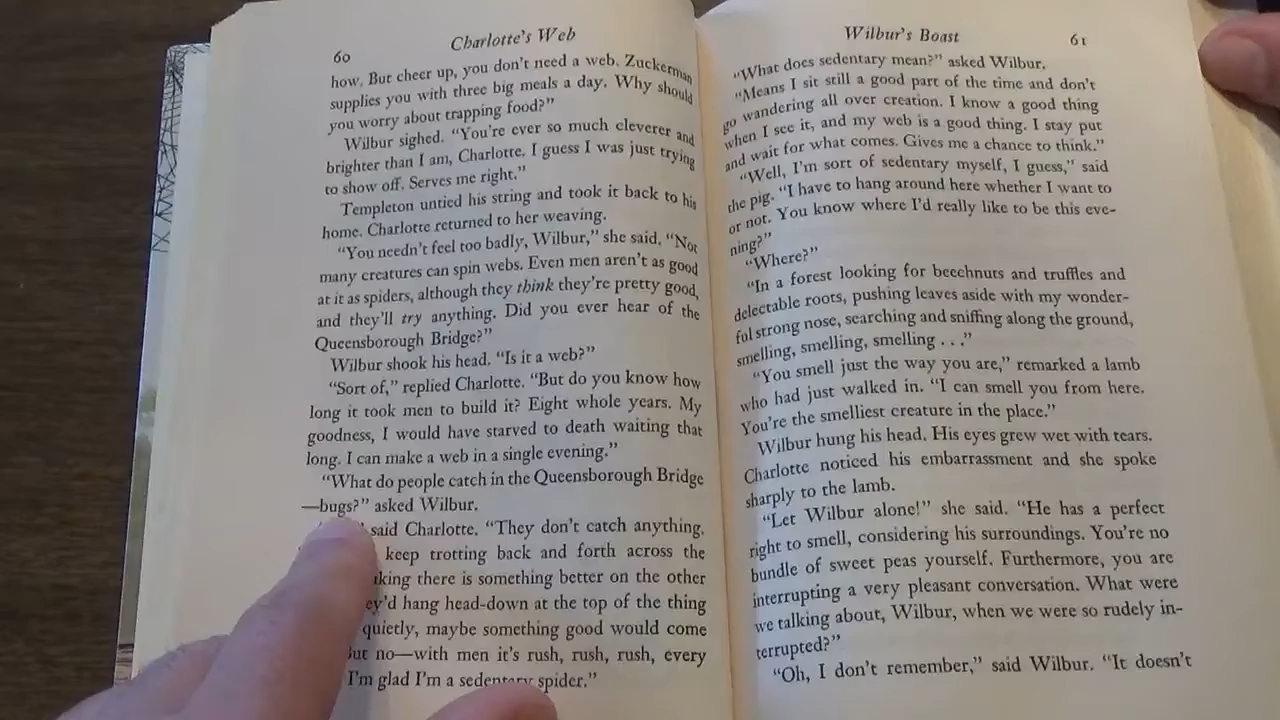 60
Charlotte's Web
how. But cheer up, you don't need a web. Zuckerman
supplies you with three big meals a day. Why should
you worry about trapping food?”
Wilbur sighed. “You're ever so much cleverer and
brighter than I am, Charlotte. I guess I was just trying
to show off. Serves me right.”
Templeton untied his string and took it back to his
home. Charlotte returned to her weaving.
“You needn't feel too badly, Wilbur,” she said. “Not
many creatures can spin webs. Even men aren't as good
at it as spiders, although they think they're pretty good,
and they'll try anything. Did you ever hear of the
Queensborough Bridge?”
Wilbur shook his head. “Is it a web?”
“Sort of,” replied Charlotte. “But do you know how
long it took men to build it? Eight whole years. My
goodness, I would have starved to death waiting that
long. I can make a web in a single evening.”
“What do people catch in the Queensborough Bridge
—bugs?” asked Wilbur.
said Charlotte. “They don't catch anything.
keep trotting back and forth across the
there is something better on the other
hang head-down at the top of the thing
quietly, maybe something good would come
no—with men it's rush, rush, rush, every
I'm glad I'm a sedentary spider.”
Wilbur's Boast
61
“What does sedentary mean?” asked Wilbur.
“Means I sit still a good part of the time and don't
go wandering all over creation. I know a good thing
when I see it, and my web is a good thing. I stay put
and wait for what comes. Gives me a chance to think.”
“Well, I'm sort of sedentary myself, I guess,” said
the pig. “I have to hang around here whether I want to
or not. You know where I'd really like to be this eve-
ning?”
“Where?”
“In a forest looking for beechnuts and truffles and
delectable roots, pushing leaves aside with my wonder-
ful strong nose, searching and sniffing along the ground,
smelling, smelling, smelling . . .”
“You smell just the way you are,” remarked a lamb
who had just walked in. “I can smell you from here.
You're the smelliest creature in the place.”
Wilbur hung his head. His eyes grew wet with tears.
Charlotte noticed his embarrassment and she spoke
sharply to the lamb.
“Let Wilbur alone!” she said. “He has a perfect
right to smell, considering his surroundings. You're no
bundle of sweet peas yourself. Furthermore, you are
interrupting a very pleasant conversation. What were
we talking about, Wilbur, when we were so rudely in-
terrupted?”
“Oh, I don't remember,” said Wilbur. “It doesn't